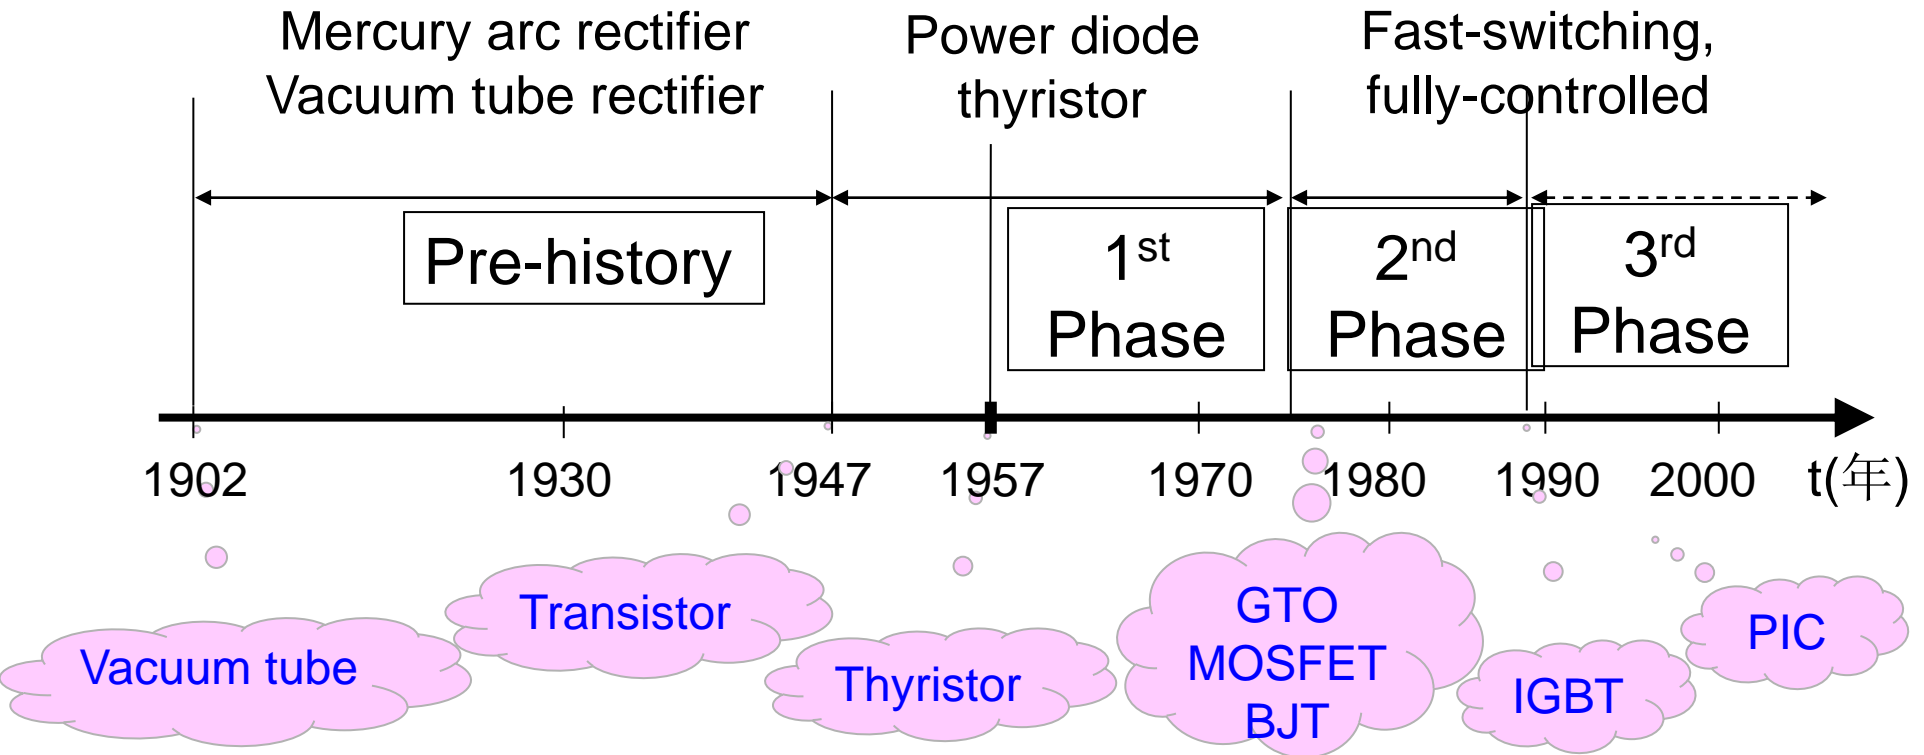 Mercury arc rectifier
Vacuum tube rectifier
Power diode
thyristor
Fast-switching,
fully-controlled
Pre-history
1st
Phase
2nd
Phase
3rd
Phase
1902
1930
1947
1957
1970
1980
1990
2000
t(年)
Vacuum tube
Transistor
Thyristor
GTO
MOSFET
BJT
IGBT
PIC